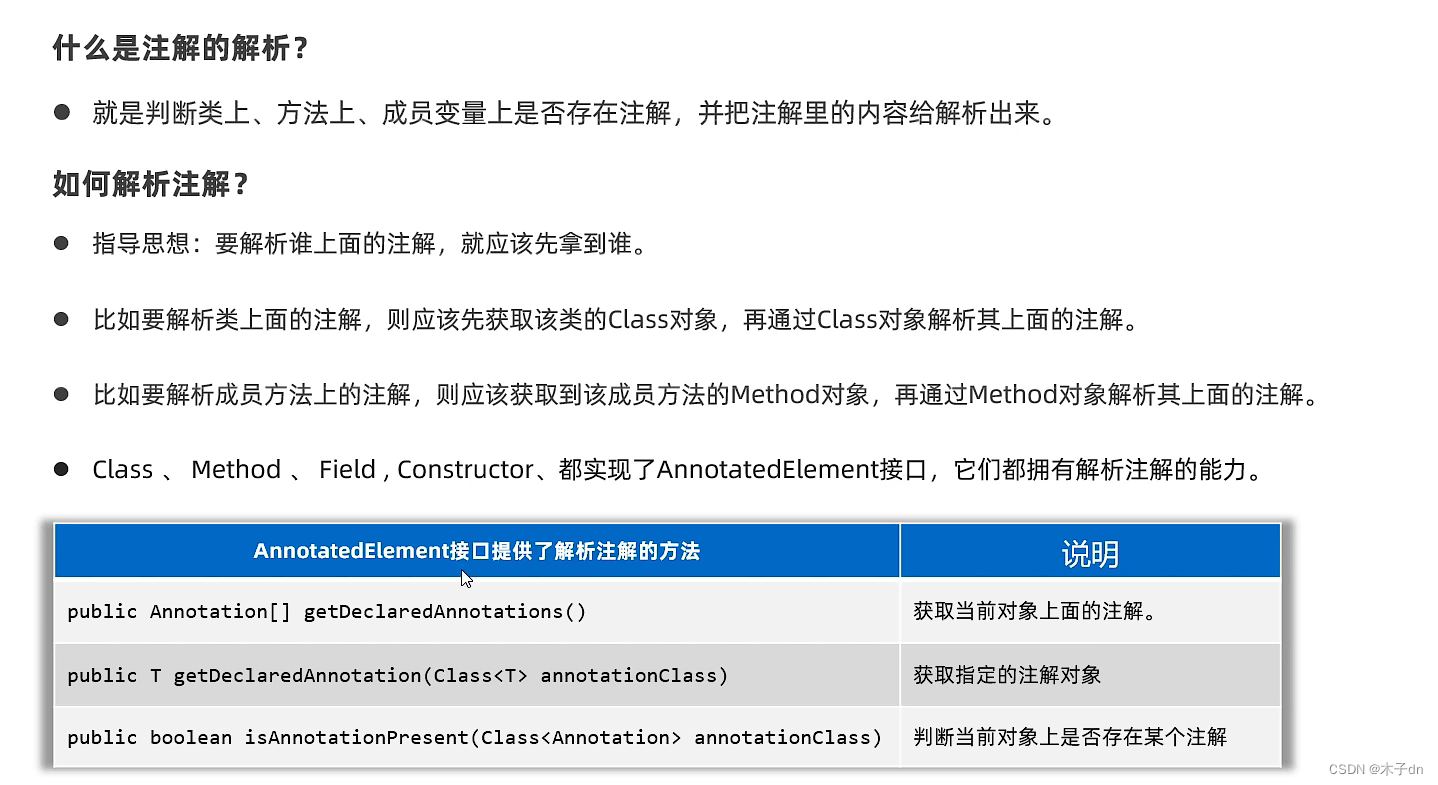 什么是注解的解析？
● 就是判断类上、方法上、成员变量上是否存在注解，并把注解里的内容给解析出来。
如何解析注解？
● 指导思想：要解析谁上面的注解，就应该先拿到谁。
● 比如要解析类上面的注解，则应该先获取该类的Class对象，再通过Class对象解析其上面的注解。
● 比如要解析成员方法上的注解，则应该获取到该成员方法的Method对象，再通过Method对象解析其上面的注解。
● Class 、 Method 、 Field , Constructor、都实现了AnnotatedElement接口，它们都拥有解析注解的能力。
AnnotatedElement接口提供了解析注解的方法 说明
public Annotation[] getDeclaredAnnotations() 获取当前对象上面的注解。
public T getDeclaredAnnotation(Class<T> annotationClass) 获取指定的注解对象
public boolean isAnnotationPresent(Class<Annotation> annotationClass) 判断当前对象上是否存在某个注解
CSDN @木子dn